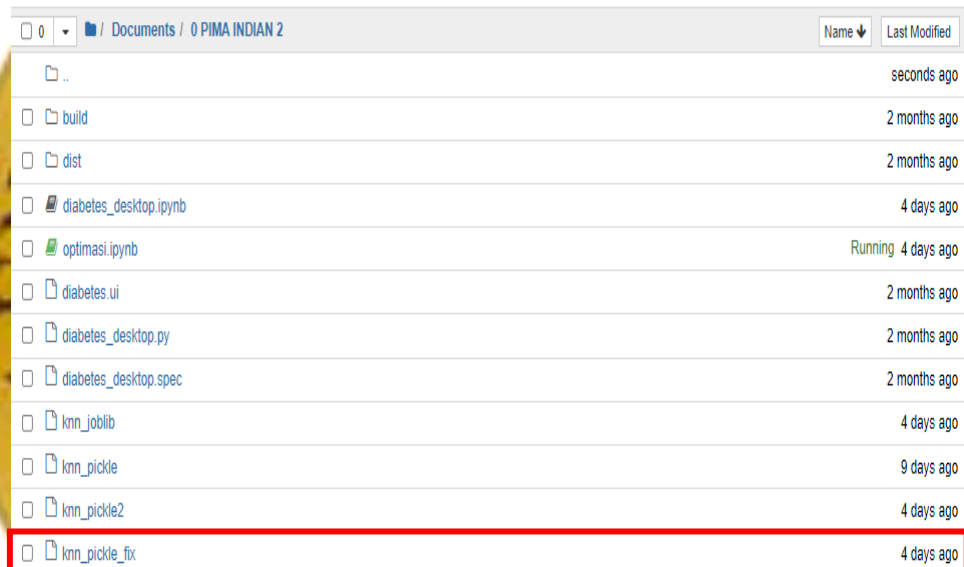 0 / Documents / 0 PIMA INDIAN 2 Name Last Modified
.. seconds ago
build 2 months ago
dist 2 months ago
diabetes_desktop.ipynb 4 days ago
optimasi.ipynb Running 4 days ago
diabetes.ui 2 months ago
diabetes_desktop.py 2 months ago
diabetes_desktop.spec 2 months ago
knn_joblib 4 days ago
knn_pickle 9 days ago
knn_pickle2 4 days ago
knn_pickle_fix 4 days ago